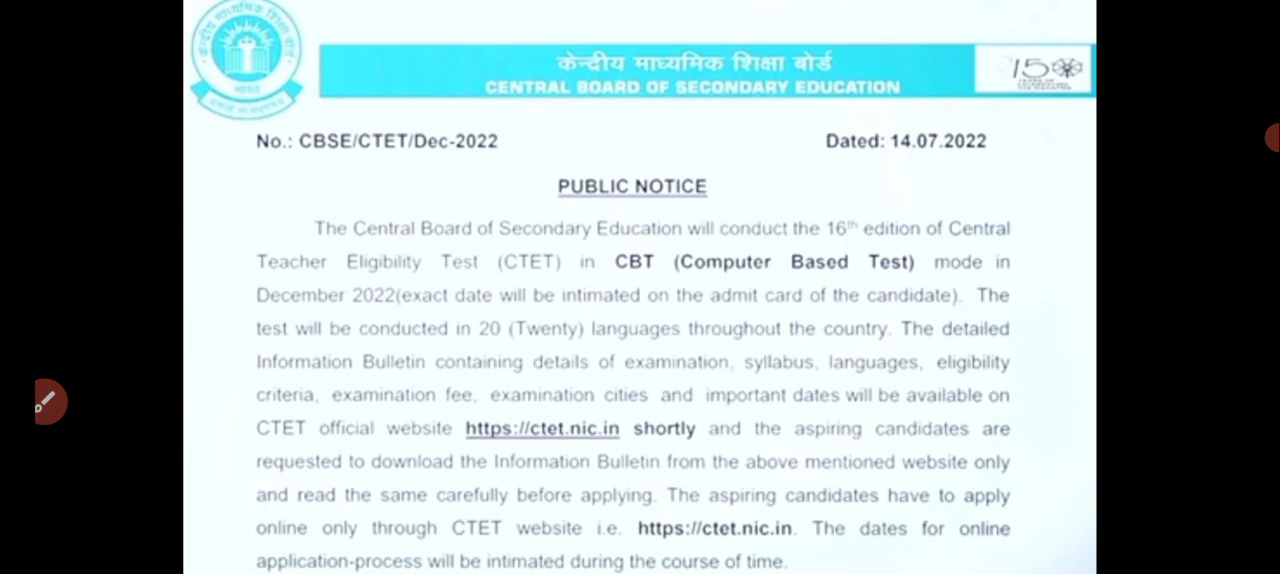 केन्द्रीय माध्यमिक शिक्षा बोर्ड
भारत
केन्द्रीय माध्यमिक शिक्षा बोर्ड
CENTRAL BOARD OF SECONDARY EDUCATION
150
No.: CBSE/CTET/Dec-2022
Dated: 14.07.2022
PUBLIC NOTICE
The Central Board of Secondary Education will conduct the 16th edition of Central
Teacher Eligibility Test (CTET) in CBT (Computer Based Test) mode in
December 2022(exact date will be intimated on the admit card of the candidate). The
test will be conducted in 20 (Twenty) languages throughout the country. The detailed
Information Bulletin containing details of examination, syllabus, languages, eligibility
criteria, examination fee, examination cities and important dates will be available on
CTET official website https://ctet.nic.in shortly and the aspiring candidates are
requested to download the Information Bulletin from the above mentioned website only
and read the same carefully before applying. The aspiring candidates have to apply
online only through CTET website i.e. https://ctet.nic.in. The dates for online
application-process will be intimated during the course of time.